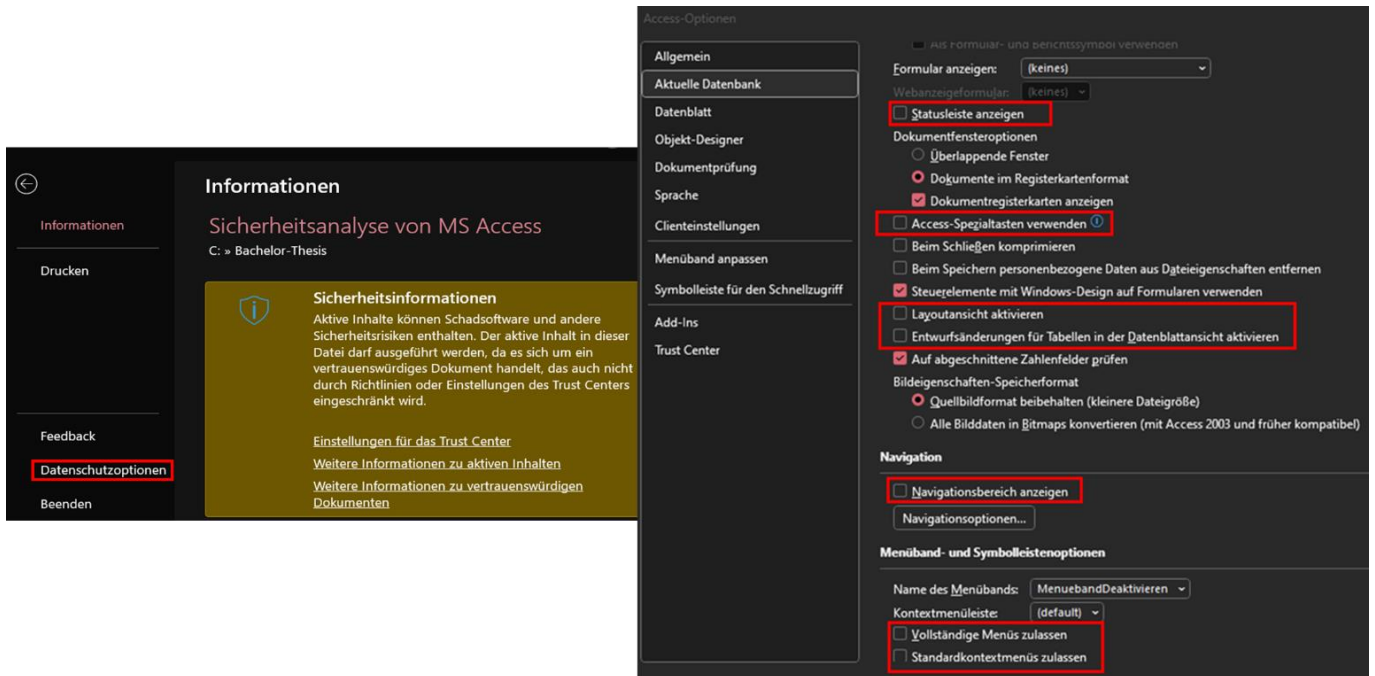 Informationen
Drucken
Feedback
Datenschutzoptionen
Beenden
Informationen
Sicherheitsanalyse von MS Access
C: » Bachelor-Thesis
Sicherheitsinformationen
Aktive Inhalte können Schadsoftware und andere
Sicherheitsrisiken enthalten. Der aktive Inhalt in dieser
Datei darf ausgeführt werden, da es sich um ein
vertrauenswürdiges Dokument handelt, das auch nicht
durch Richtlinien oder Einstellungen des Trust Centers
eingeschränkt wird.
Einstellungen für das Trust Center
Weitere Informationen zu aktiven Inhalten
Weitere Informationen zu vertrauenswürdigen
Dokumenten
Access-Optionen
Allgemein
Aktuelle Datenbank
Datenblatt
Objekt-Designer
Dokumentprüfung
Sprache
Clienteinstellungen
Menüband anpassen
Symbolleiste für den Schnellzugriff
Add-Ins
Trust Center
Als Formular- und Berichtssymbol verwenden
Formular anzeigen: (keines)
Webanzeigeformular: (keines)
Statusleiste anzeigen
Dokumentfensteroptionen
Überlappende Fenster
Dokumente im Registerkartenformat
Dokumentregisterkarten anzeigen
Access-Spezialtasten verwenden
Beim Schließen komprimieren
Beim Speichern personenbezogene Daten aus Dateieigenschaften entfernen
Steuerelemente mit Windows-Design auf Formularen verwenden
Layoutansicht aktivieren
Entwurfsänderungen für Tabellen in der Datenblattansicht aktivieren
Auf abgeschnittene Zahlenfelder prüfen
Bildeigenschaften-Speicherformat
Quellbildformat beibehalten (kleinere Dateigröße)
Alle Bilddaten in Bitmaps konvertieren (mit Access 2003 und früher kompatibel)
Navigation
Navigationsbereich anzeigen
Navigationsoptionen...
Menüband- und Symbolleistenoptionen
Name des Menübands: MenuebandDeaktivieren
Kontextmenüleiste: (default)
Vollständige Menüs zulassen
Standardkontextmenüs zulassen